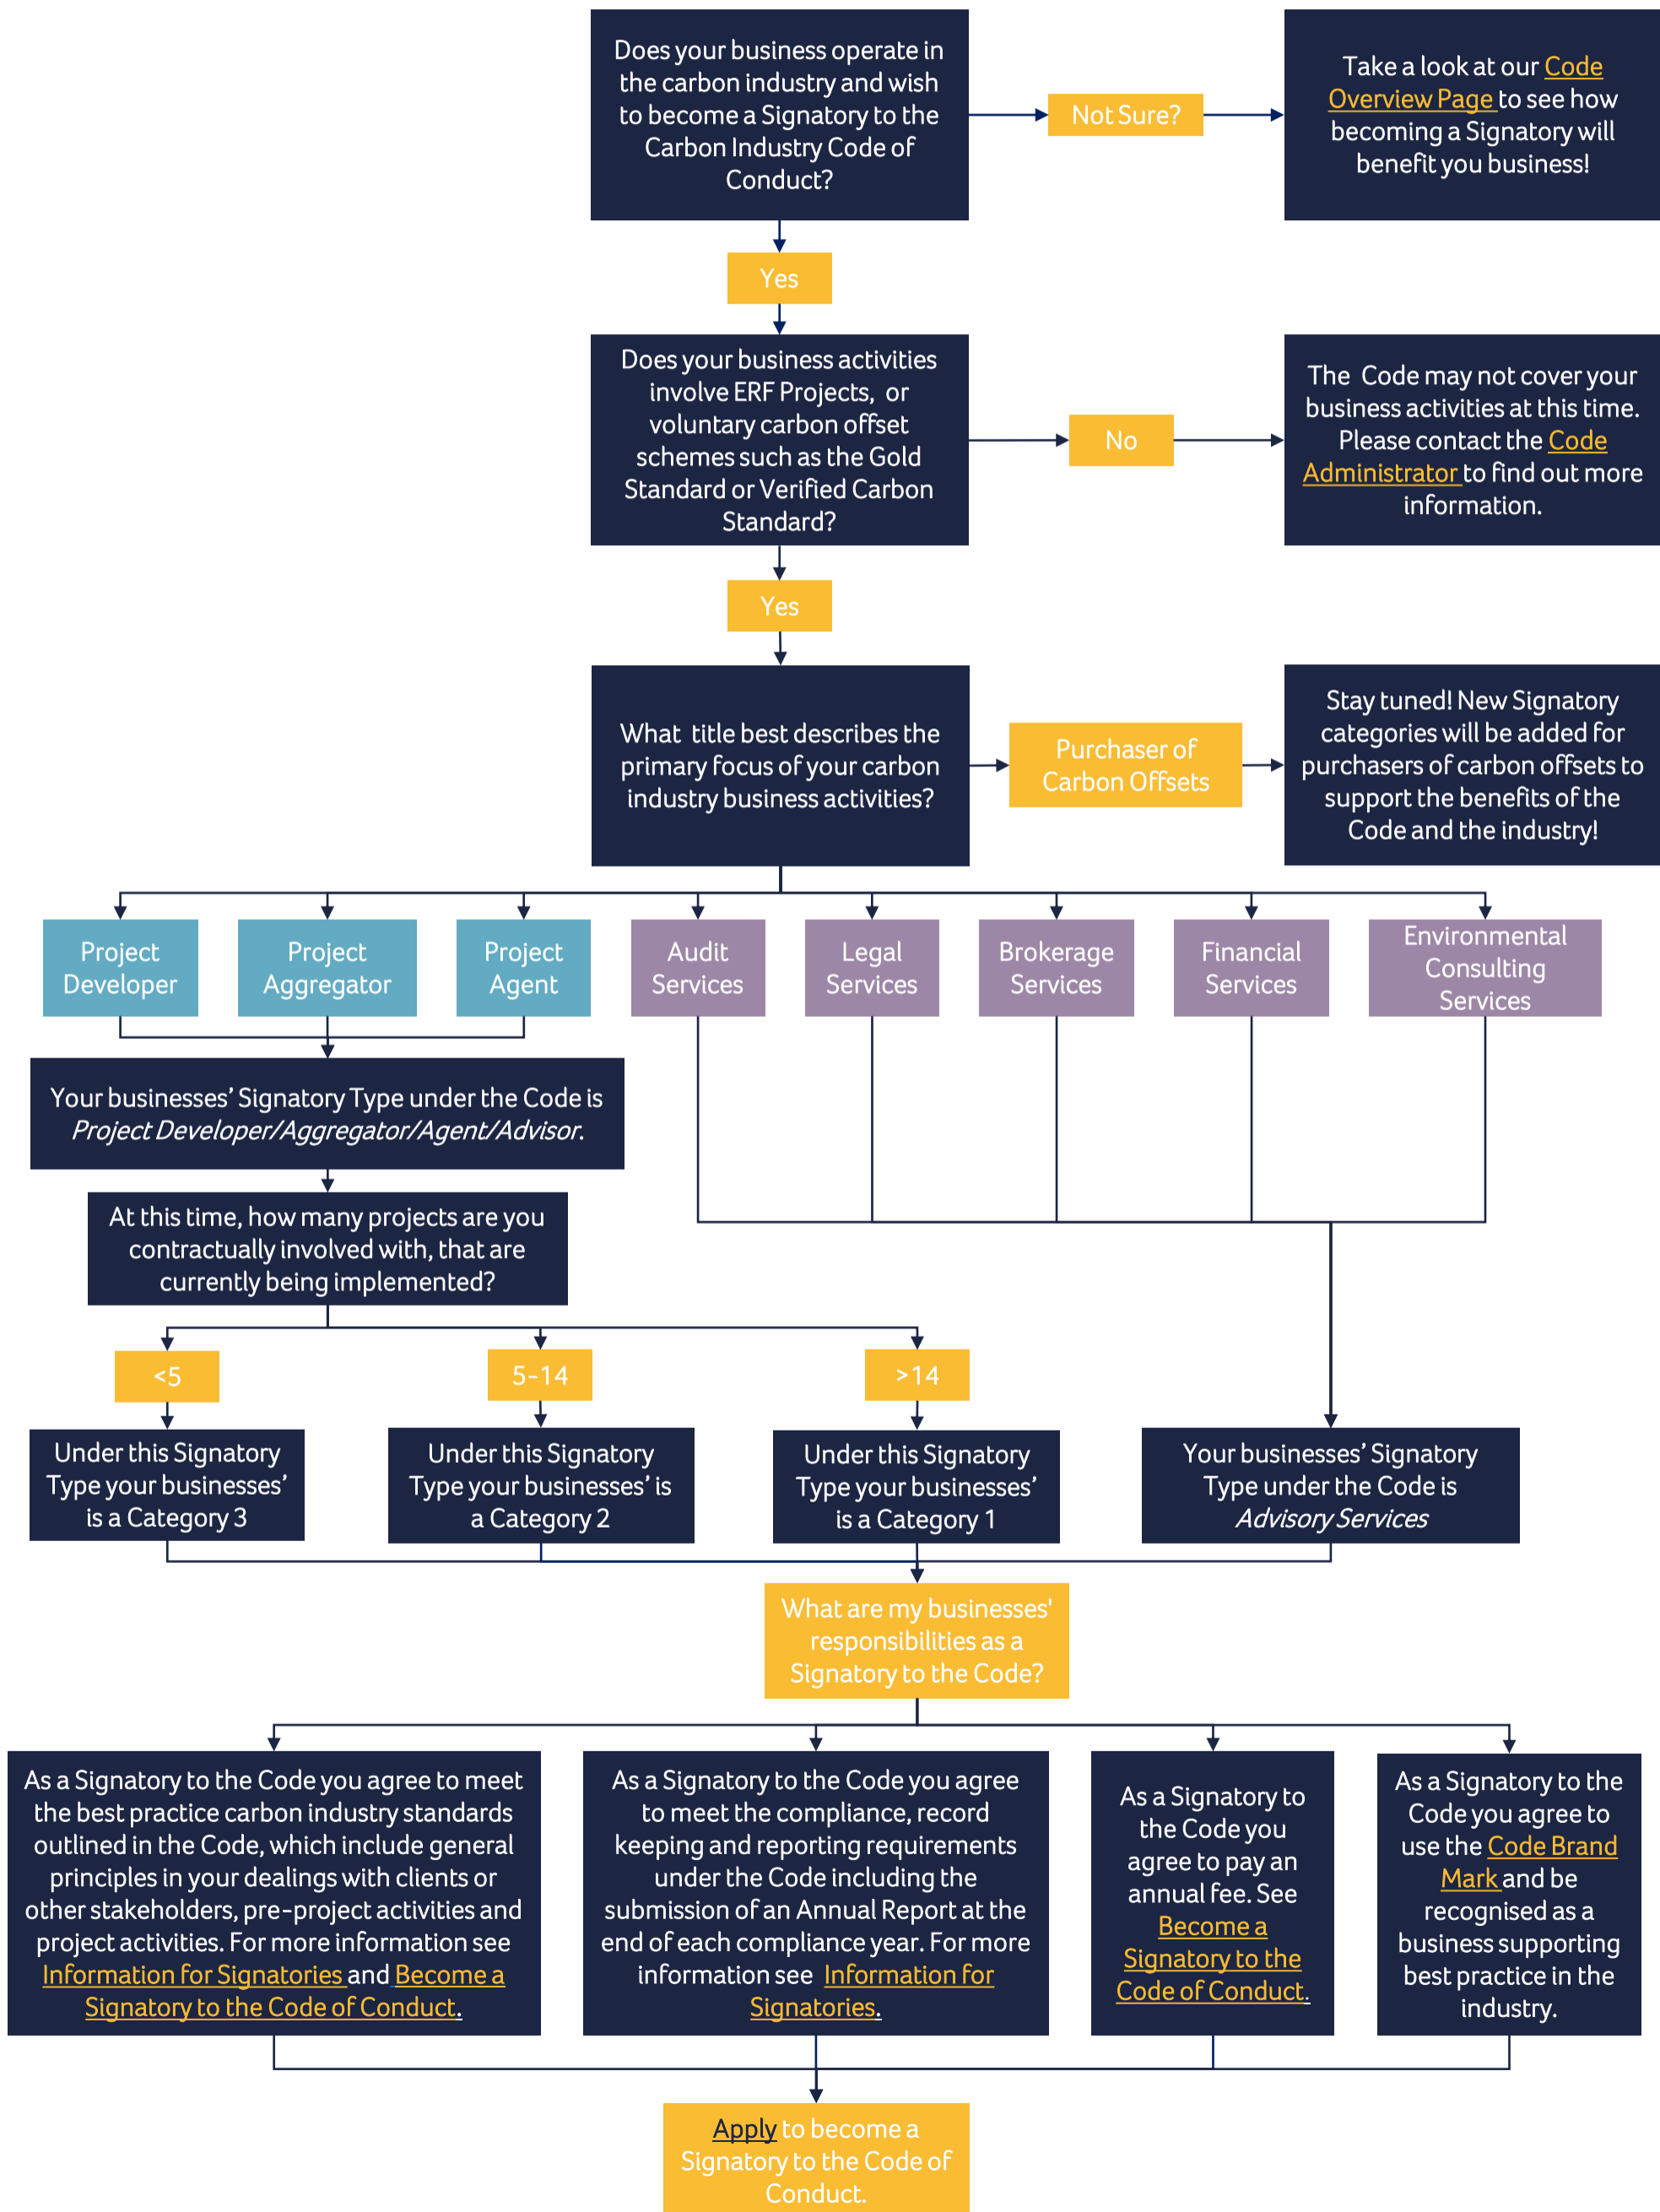 Does your business operate in
the carbon industry and wish
to become a Signatory to the
Carbon Industry Code of
Conduct?
Not Sure?
Take a look at our Code
Overview Page to see how
becoming a Signatory will
benefit you business!
Yes
Does your business activities
involve ERF Projects, or
voluntary carbon offset
schemes such as the Gold
Standard or Verified Carbon
Standard?
No
The Code may not cover your
business activities at this time.
Please contact the Code
Administrator to find out more
information.
Yes
What title best describes the
primary focus of your carbon
industry business activities?
Purchaser of
Carbon Offsets
Stay tuned! New Signatory
categories will be added for
purchasers of carbon offsets to
support the benefits of the
Code and the industry!
Project
Developer
Project
Aggregator
Project
Agent
Audit
Services
Legal
Services
Brokerage
Services
Financial
Services
Environmental
Consulting
Services
Your businesses’ Signatory Type under the Code is
Project Developer/Aggregator/Agent/Advisor.
At this time, how many projects are you
contractually involved with, that are
currently being implemented?
<5
5-14
>14
Under this Signatory
Type your businesses’
is a Category 3
Under this Signatory
Type your businesses’ is
a Category 2
Under this Signatory
Type your businesses’
is a Category 1
Your businesses’ Signatory
Type under the Code is
Advisory Services
What are my businesses'
responsibilities as a
Signatory to the Code?
As a Signatory to the Code you agree to meet
the best practice carbon industry standards
outlined in the Code, which include general
principles in your dealings with clients or
other stakeholders, pre-project activities and
project activities. For more information see
Information for Signatories and Become a
Signatory to the Code of Conduct.
As a Signatory to the Code you agree
to meet the compliance, record
keeping and reporting requirements
under the Code including the
submission of an Annual Report at the
end of each compliance year. For more
information see Information for
Signatories.
As a Signatory to
the Code you
agree to pay an
annual fee. See
Become a
Signatory to the
Code of Conduct.
As a Signatory to the
Code you agree to
use the Code Brand
Mark and be
recognised as a
business supporting
best practice in the
industry.
Apply to become a
Signatory to the Code of
Conduct.